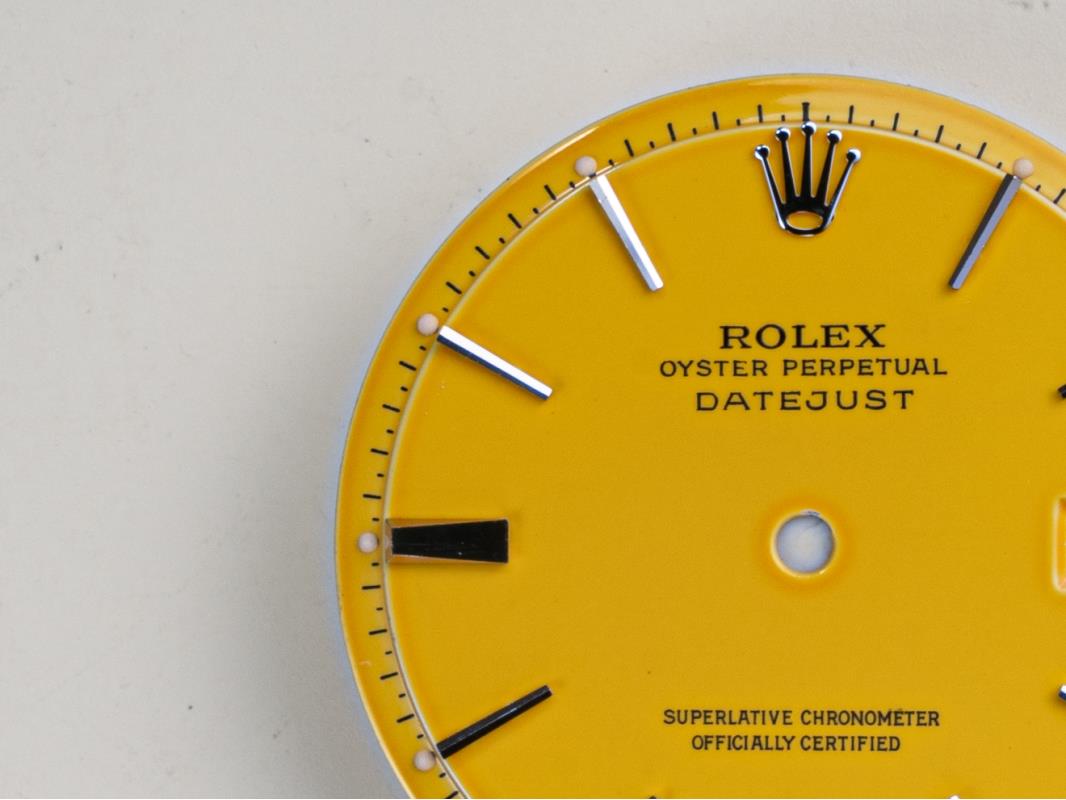 ROLEX
OYSTER PERPETUAL
DATEJUST
SUPERLATIVE CHRONOMETER
OFFICIALLY CERTIFIED